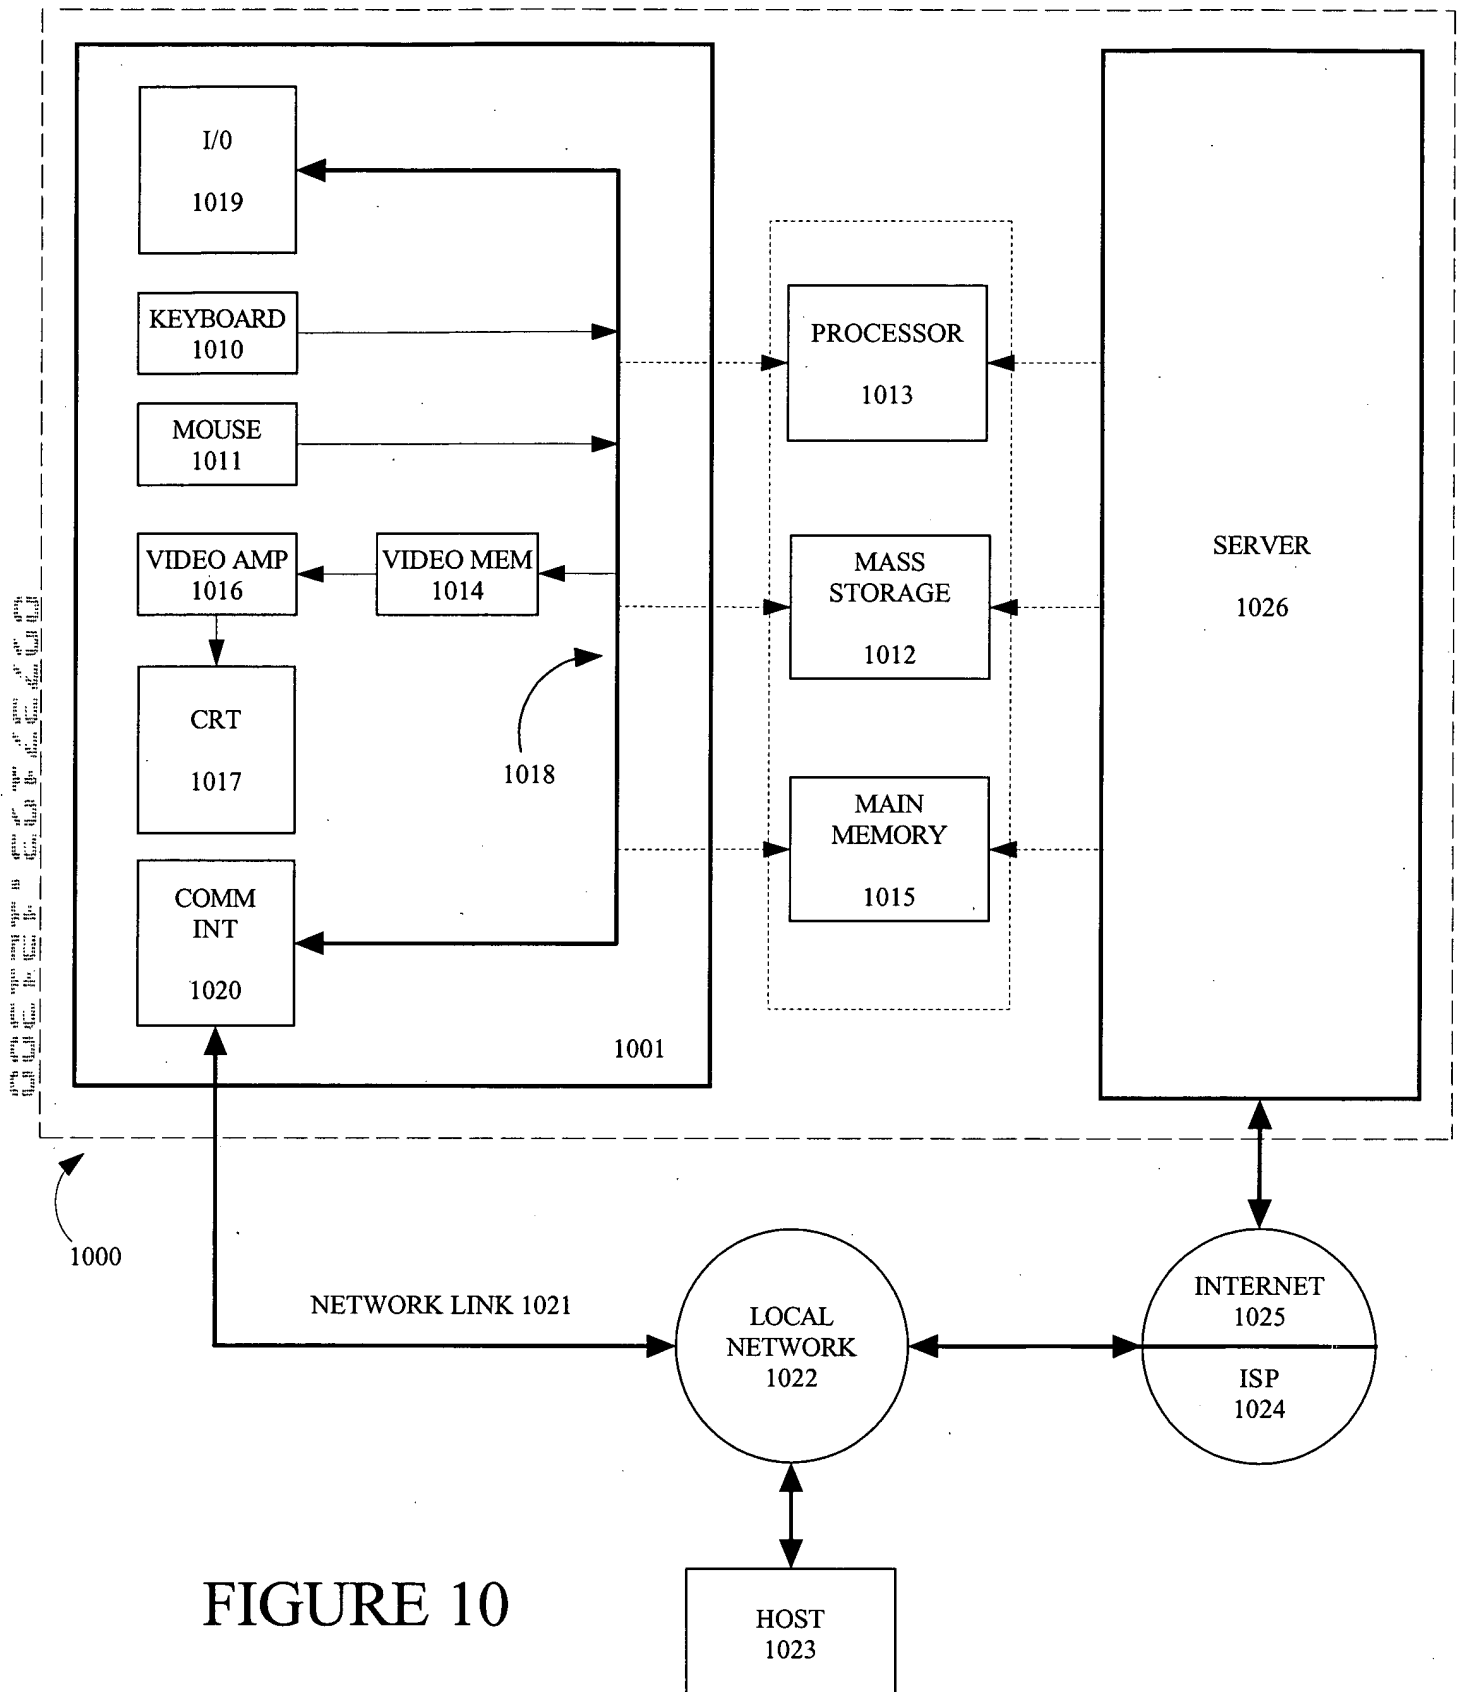 I/0
1019
KEYBOARD
1010
MOUSE
1011
VIDEO AMP
1016
VIDEO MEM
1014
CRT
1017
1018
COMM
INT
1020
1001
PROCESSOR
1013
MASS
STORAGE
1012
MAIN
MEMORY
1015
SERVER
1026
1000
NETWORK LINK 1021
LOCAL
NETWORK
1022
INTERNET
1025
ISP
1024
HOST
1023
FIGURE 10